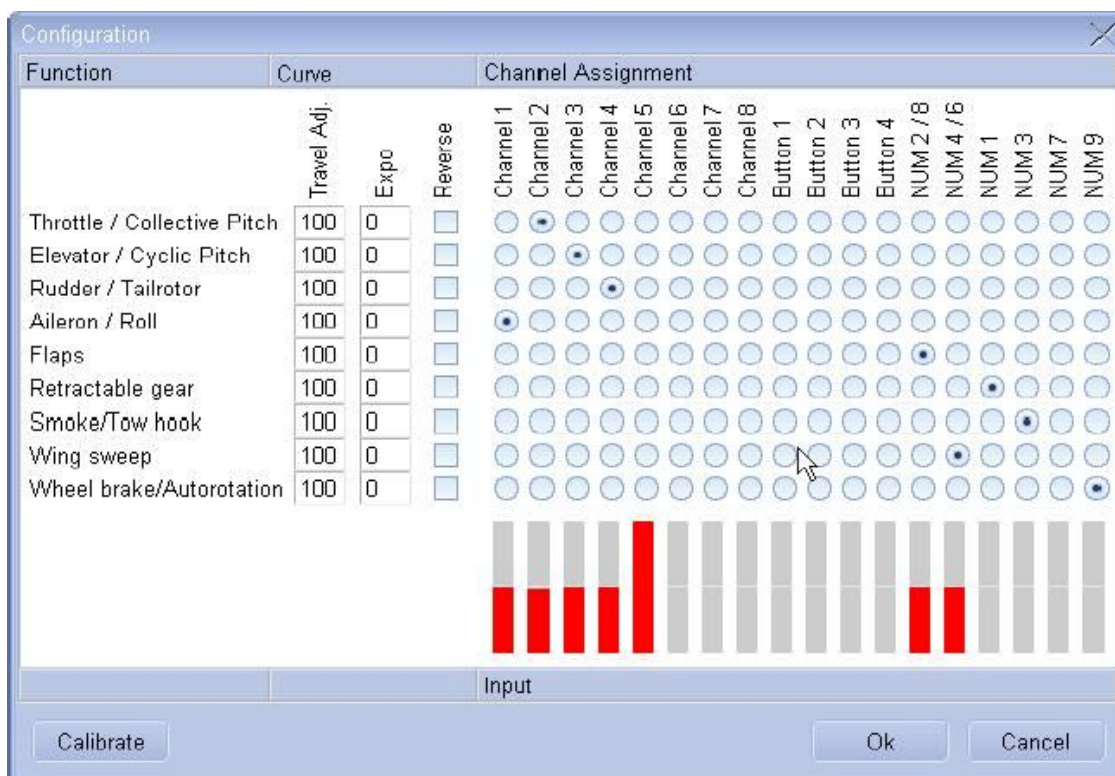 Configuration
Function Curve Channel Assignment
Travel Adj. Expo Reverse Channel 1 Channel 2 Channel 3 Channel 4 Channel 5 Channel 6 Channel 7 Channel 8 Button 1 Button 2 Button 3 Button 4 NUM 2 / 8 NUM 4 / 6 NUM 1 NUM 3 NUM 7 NUM 9
Throttle / Collective Pitch 100 0
Elevator / Cyclic Pitch 100 0
Rudder / Tailrotor 100 0
Aileron / Roll 100 0
Flaps 100 0
Retractable gear 100 0
Smoke/Tow hook 100 0
Wing sweep 100 0
Wheel brake/Autorotation 100 0
Input
Calibrate Ok Cancel